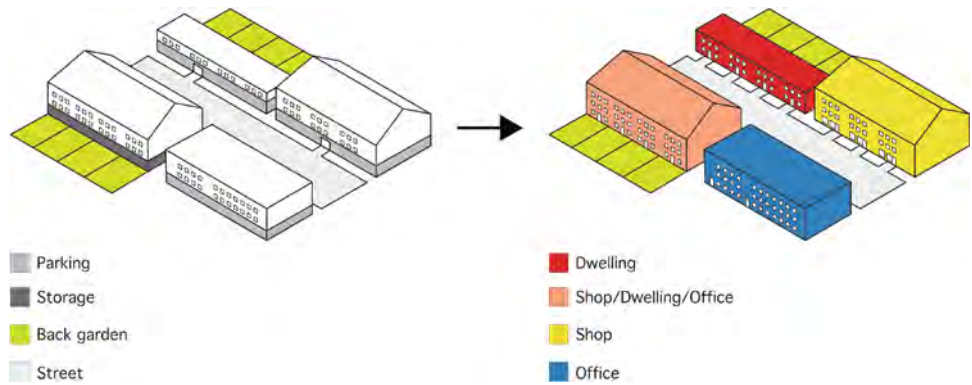 Parking
Storage
Back garden
Street
Dwelling
Shop/Dwelling/Office
Shop
Office